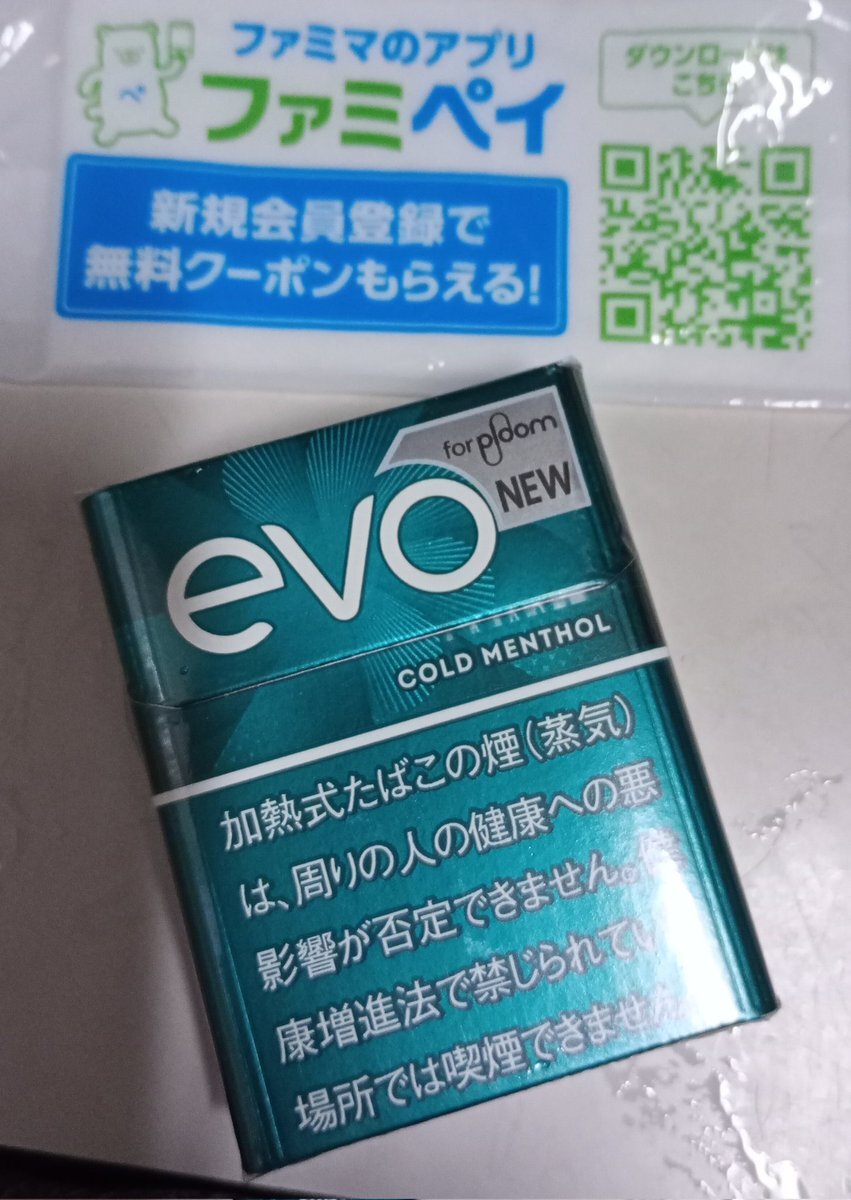 ファミマのアプリ
ファミペイ
ペ
新規会員登録で
無料クーポンもらえる!
ダウンロードは
こちら
for ploom
NEW
evo
COLD MENTHOL
加熱式たばこの煙(蒸気)
は、周りの人の健康への悪
影響が否定できません。健
康増進法で禁じられてい
場所では喫煙できません。